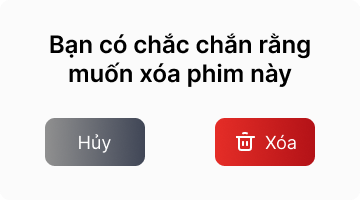 Bạn có chắc chắn rằng
muốn xóa phim này
Hủy
Xóa